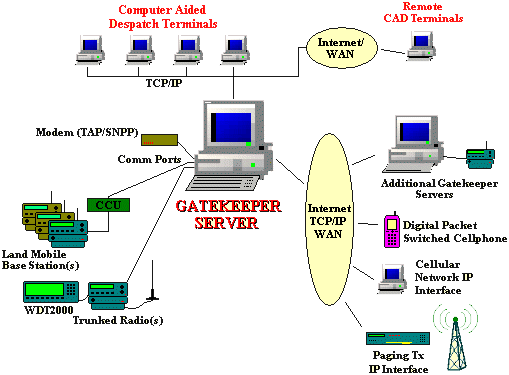 Computer Aided
Despatch Terminals
Remote
CAD Terminals
Internet/
WAN
TCP/IP
Modem (TAP/SNPP)
Comm Ports
CCU
GATEKEEPER
SERVER
Internet
TCP/IP
WAN
Additional Gatekeeper
Servers
Digital Packet
Switched Cellphone
Land Mobile
Base Station(s)
Cellular
Network IP
Interface
WDT2000
Trunked Radio(s)
Paging Tx
IP Interface